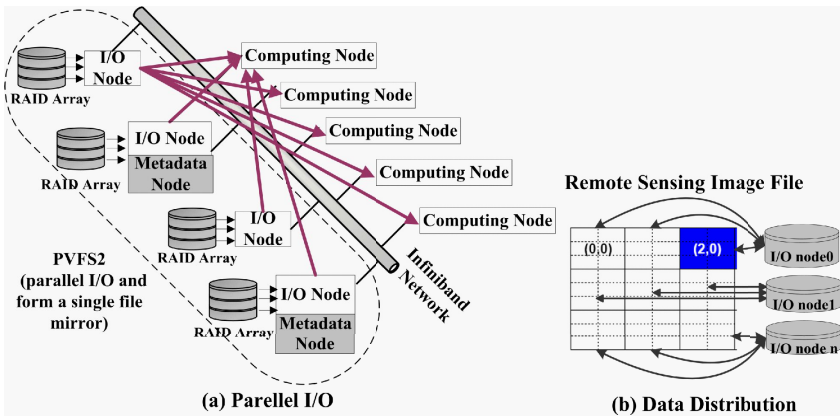 I/O
Node
RAID Array
I/O Node
Metadata
Node
RAID Array
I/O
Node
RAID Array
I/O Node
Metadata
Node
RAID Array
Computing Node
Computing Node
Computing Node
Computing Node
Computing Node
PVFS2
(parallel I/O and
form a single file
mirror)
Infiniband
Network
(a) Parellel I/O
Remote Sensing Image File
(0,0)
(2,0)
I/O node0
I/O node1
I/O node n
(b) Data Distribution